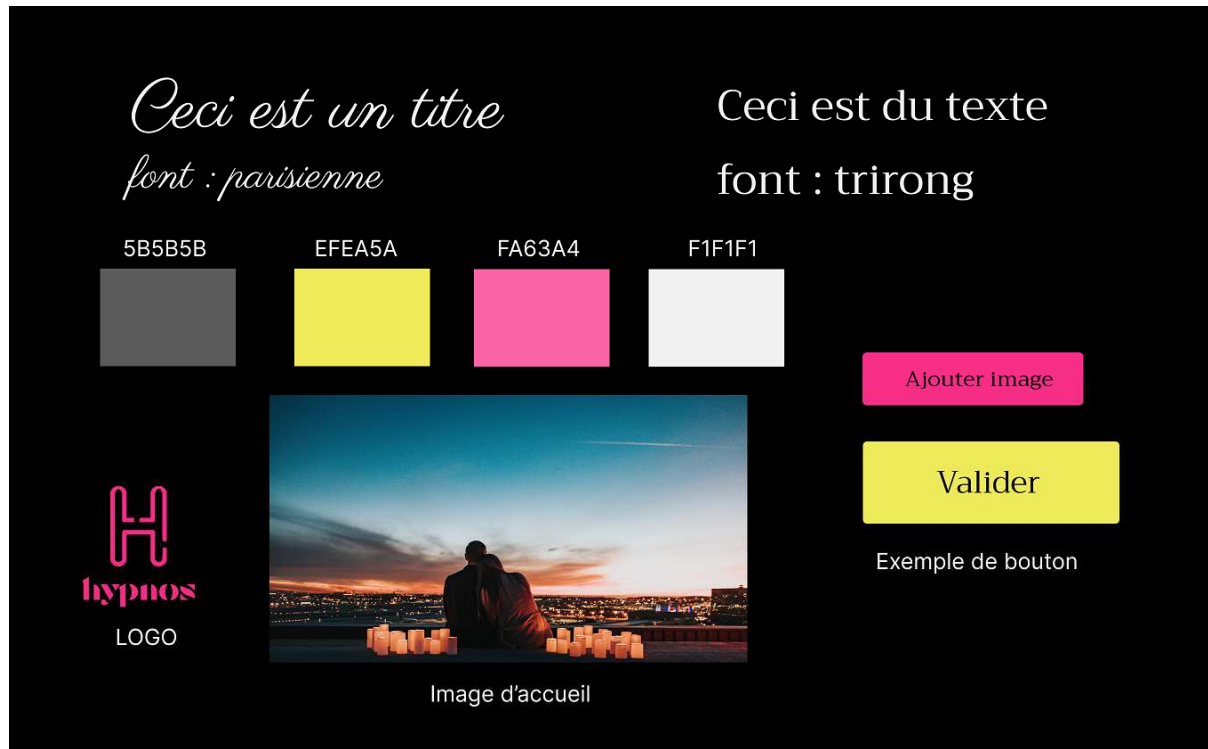 Ceci est un titre
font : parisienne
Ceci est du texte
font : trirong
5B5B5B
EFEA5A
FA63A4
F1F1F1
Ajouter image
Valider
Exemple de bouton
H
hypnos
LOGO
Image d’accueil